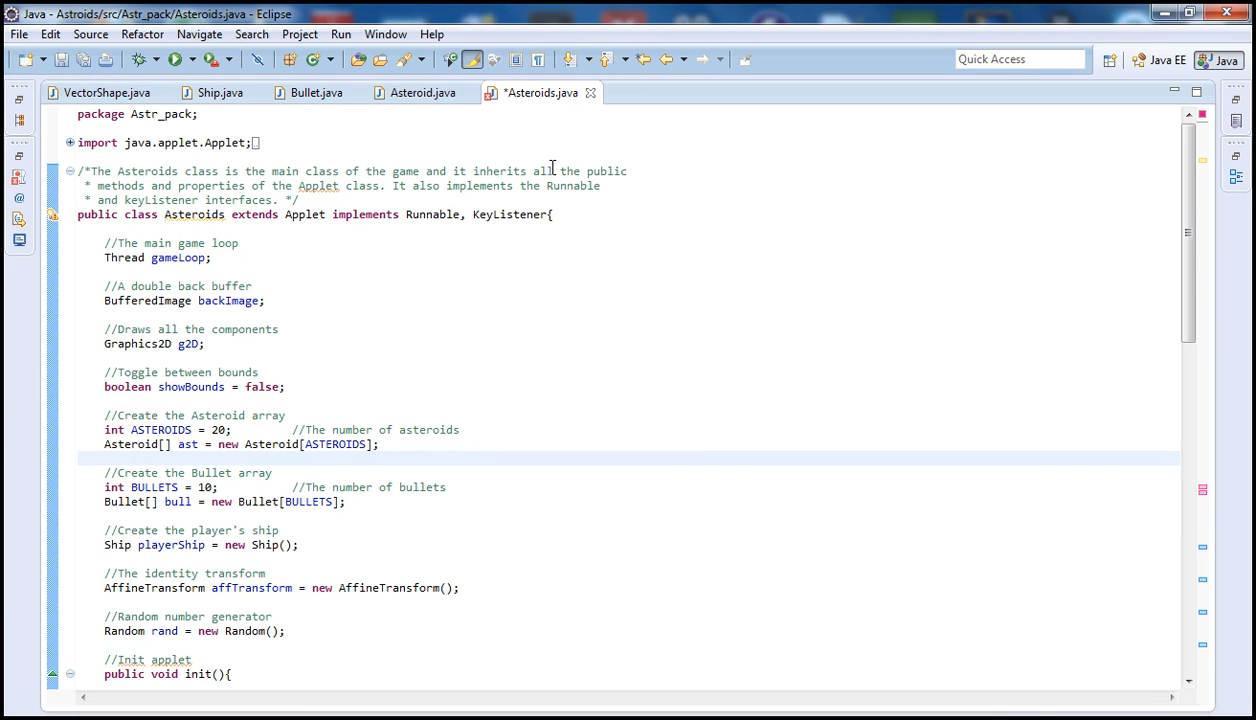 Java - Astroids/src/Astr_pack/Asteroids.java - Eclipse
File Edit Source Refactor Navigate Search Project Run Window Help
Quick Access Java EE Java
VectorShape.java Ship.java Bullet.java Asteroid.java *Asteroids.java
package Astr_pack;
import java.applet.Applet;
/*The Asteroids class is the main class of the game and it inherits all the public
* methods and properties of the Applet class. It also implements the Runnable
* and keyListener interfaces. */
public class Asteroids extends Applet implements Runnable, KeyListener{
//The main game loop
Thread gameLoop;
//A double back buffer
BufferedImage backImage;
//Draws all the components
Graphics2D g2D;
//Toggle between bounds
boolean showBounds = false;
//Create the Asteroid array
int ASTEROIDS = 20; //The number of asteroids
Asteroid[] ast = new Asteroid[ASTEROIDS];
//Create the Bullet array
int BULLETS = 10; //The number of bullets
Bullet[] bull = new Bullet[BULLETS];
//Create the player's ship
Ship playerShip = new Ship();
//The identity transform
AffineTransform affTransform = new AffineTransform();
//Random number generator
Random rand = new Random();
//Init applet
public void init(){